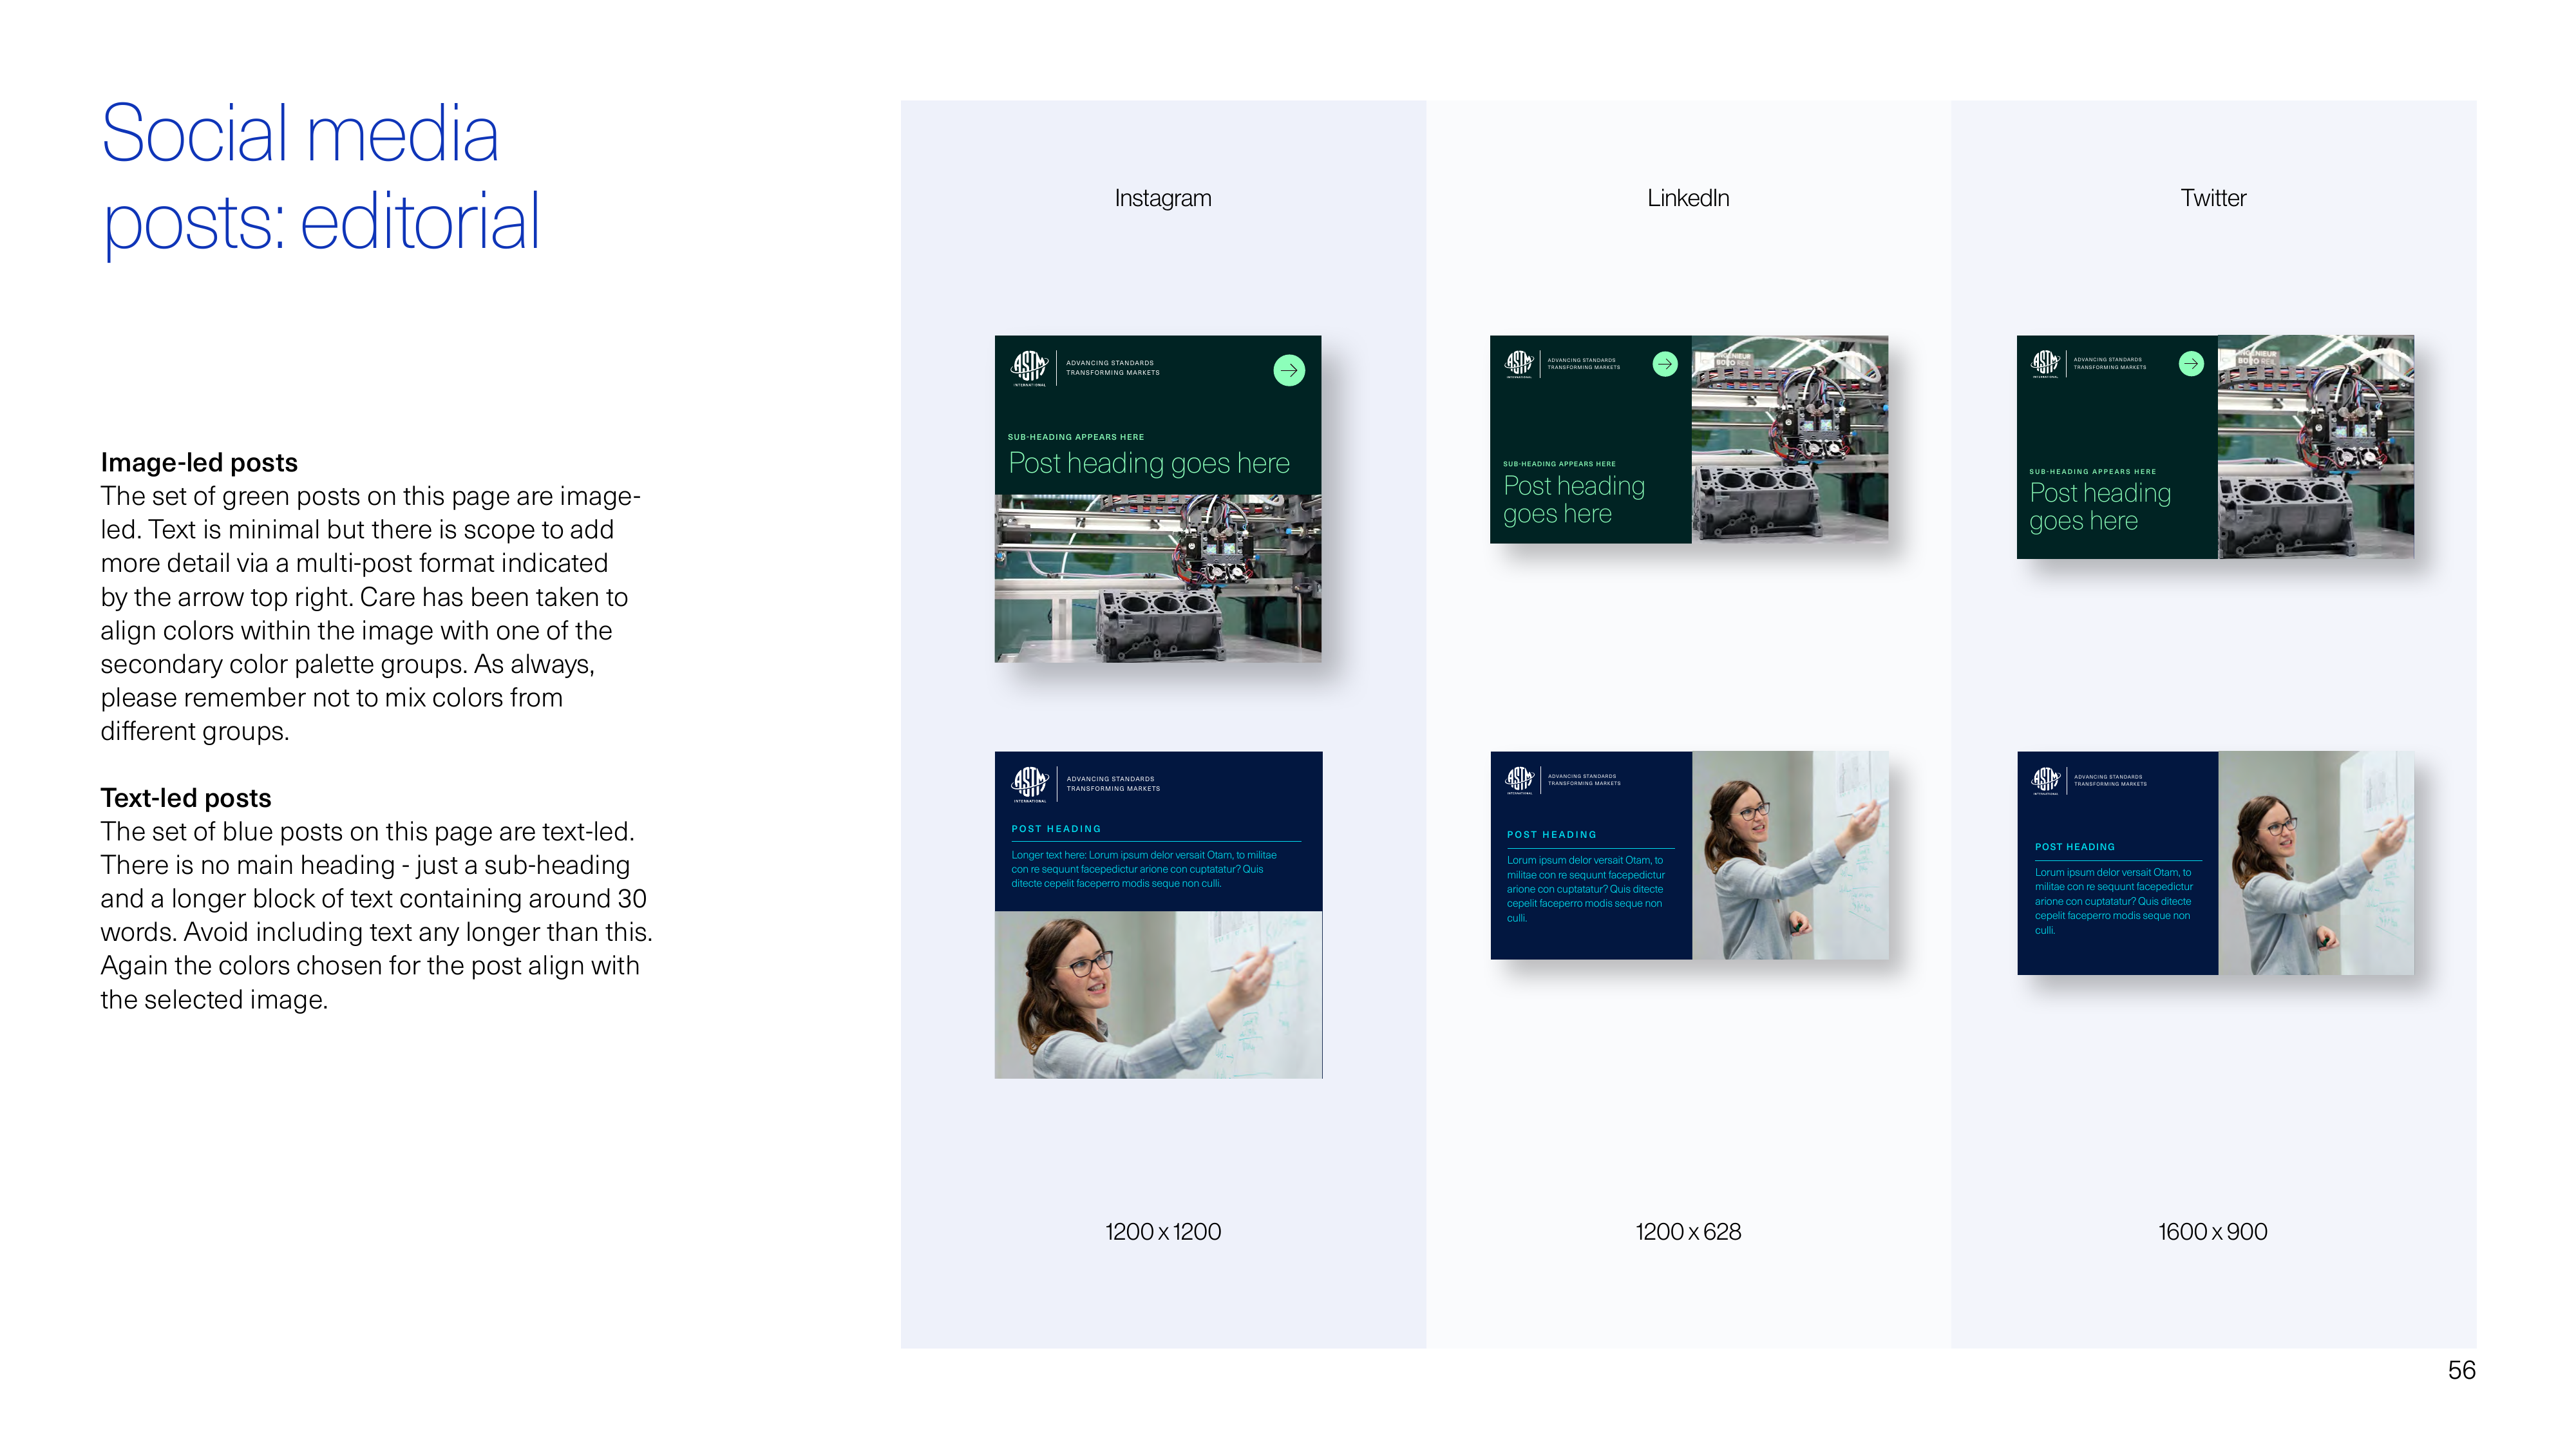 Social media
posts: editorial
Image-led posts
The set of green posts on this page are image-
led. Text is minimal but there is scope to add
more detail via a multi-post format indicated
by the arrow top right. Care has been taken to
align colors within the image with one of the
secondary color palette groups. As always,
please remember not to mix colors from
different groups.
Text-led posts
The set of blue posts on this page are text-led.
There is no main heading - just a sub-heading
and a longer block of text containing around 30
words. Avoid including text any longer than this.
Again the colors chosen for the post align with
the selected image.
Instagram
ASTM
INTERNATIONAL
ADVANCING STANDARDS
TRANSFORMING MARKETS
SUB-HEADING APPEARS HERE
Post heading goes here
ASTM
INTERNATIONAL
ADVANCING STANDARDS
TRANSFORMING MARKETS
POST HEADING
Longer text here: Lorum ipsum delor versait Otam, to militae
con re sequunt facepedictur arione con cuptatatur? Quis
ditecte cepelit faceperro modis seque non culli.
1200 x 1200
LinkedIn
ASTM
INTERNATIONAL
ADVANCING STANDARDS
TRANSFORMING MARKETS
SUB-HEADING APPEARS HERE
Post heading
goes here
INGENIEUR
BÜRO REIL
ASTM
INTERNATIONAL
ADVANCING STANDARDS
TRANSFORMING MARKETS
POST HEADING
Lorum ipsum delor versait Otam, to
militae con re sequunt facepedictur
arione con cuptatatur? Quis ditecte
cepelit faceperro modis seque non
culli.
1200 x 628
Twitter
ASTM
INTERNATIONAL
ADVANCING STANDARDS
TRANSFORMING MARKETS
SUB-HEADING APPEARS HERE
Post heading
goes here
INGENIEUR
BÜRO REIL
ASTM
INTERNATIONAL
ADVANCING STANDARDS
TRANSFORMING MARKETS
POST HEADING
Lorum ipsum delor versait Otam, to
militae con re sequunt facepedictur
arione con cuptatatur? Quis ditecte
cepelit faceperro modis seque non
culli.
1600 x 900
56